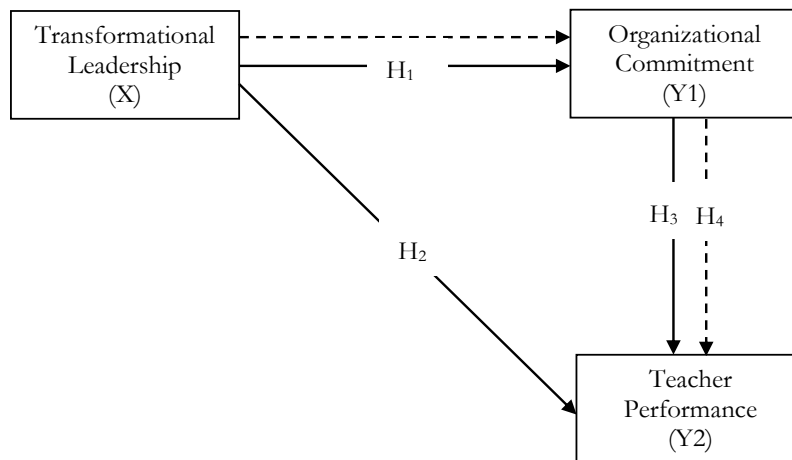 Transformational
Leadership
(X)
Organizational
Commitment
(Y1)
H₁
H₃
H₄
H₂
Teacher
Performance
(Y2)